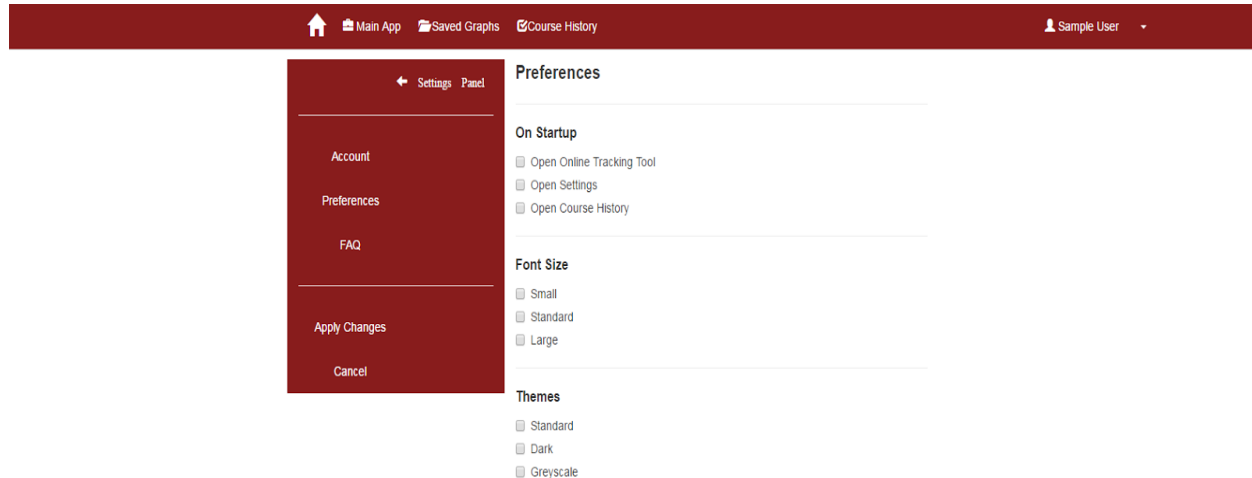 Main App Saved Graphs Course History Sample User
Settings Panel
Account
Preferences
FAQ
Apply Changes
Cancel
Preferences
On Startup
Open Online Tracking Tool
Open Settings
Open Course History
Font Size
Small
Standard
Large
Themes
Standard
Dark
Greyscale